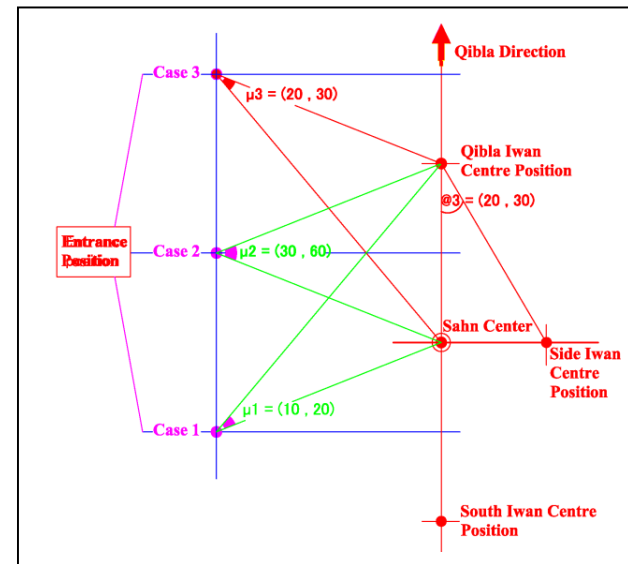 Qibla Direction
Case 3
µ3 = (20 , 30)
Qibla Iwan
Centre Position
@3 = (20 , 30)
Entrance
Position
Case 2
µ2 = (30 , 60)
Sahn Center
Side Iwan
Centre
Position
µ1 = (10 , 20)
Case 1
South Iwan Centre
Position